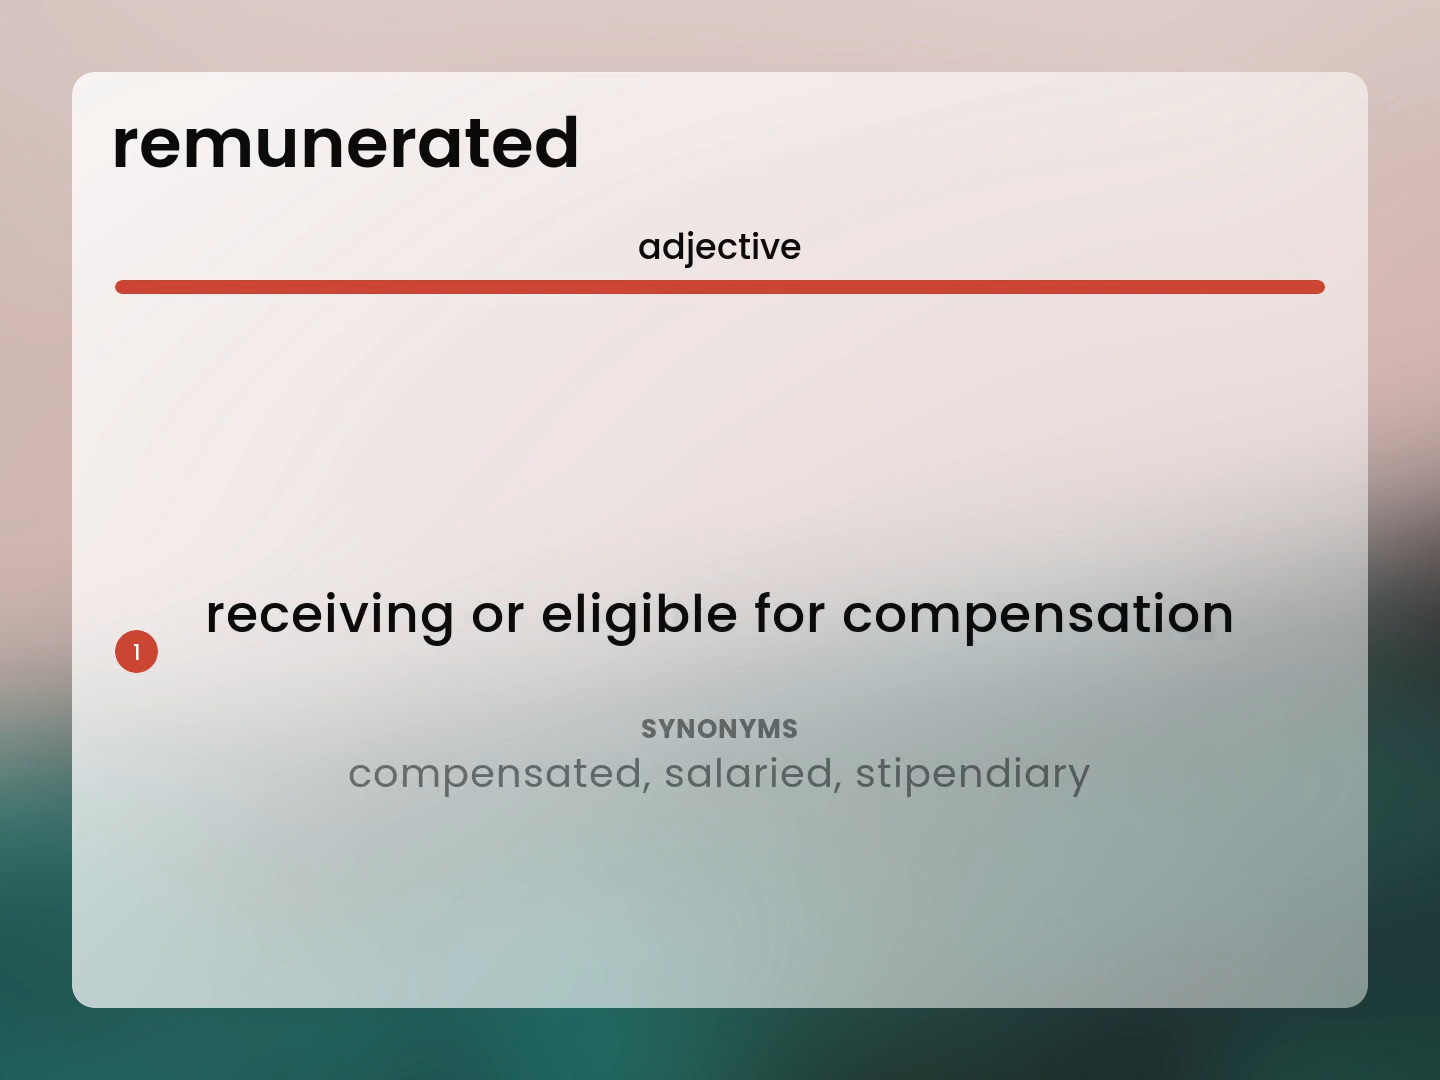 remunerated
adjective
1
receiving or eligible for compensation
SYNONYMS
compensated, salaried, stipendiary